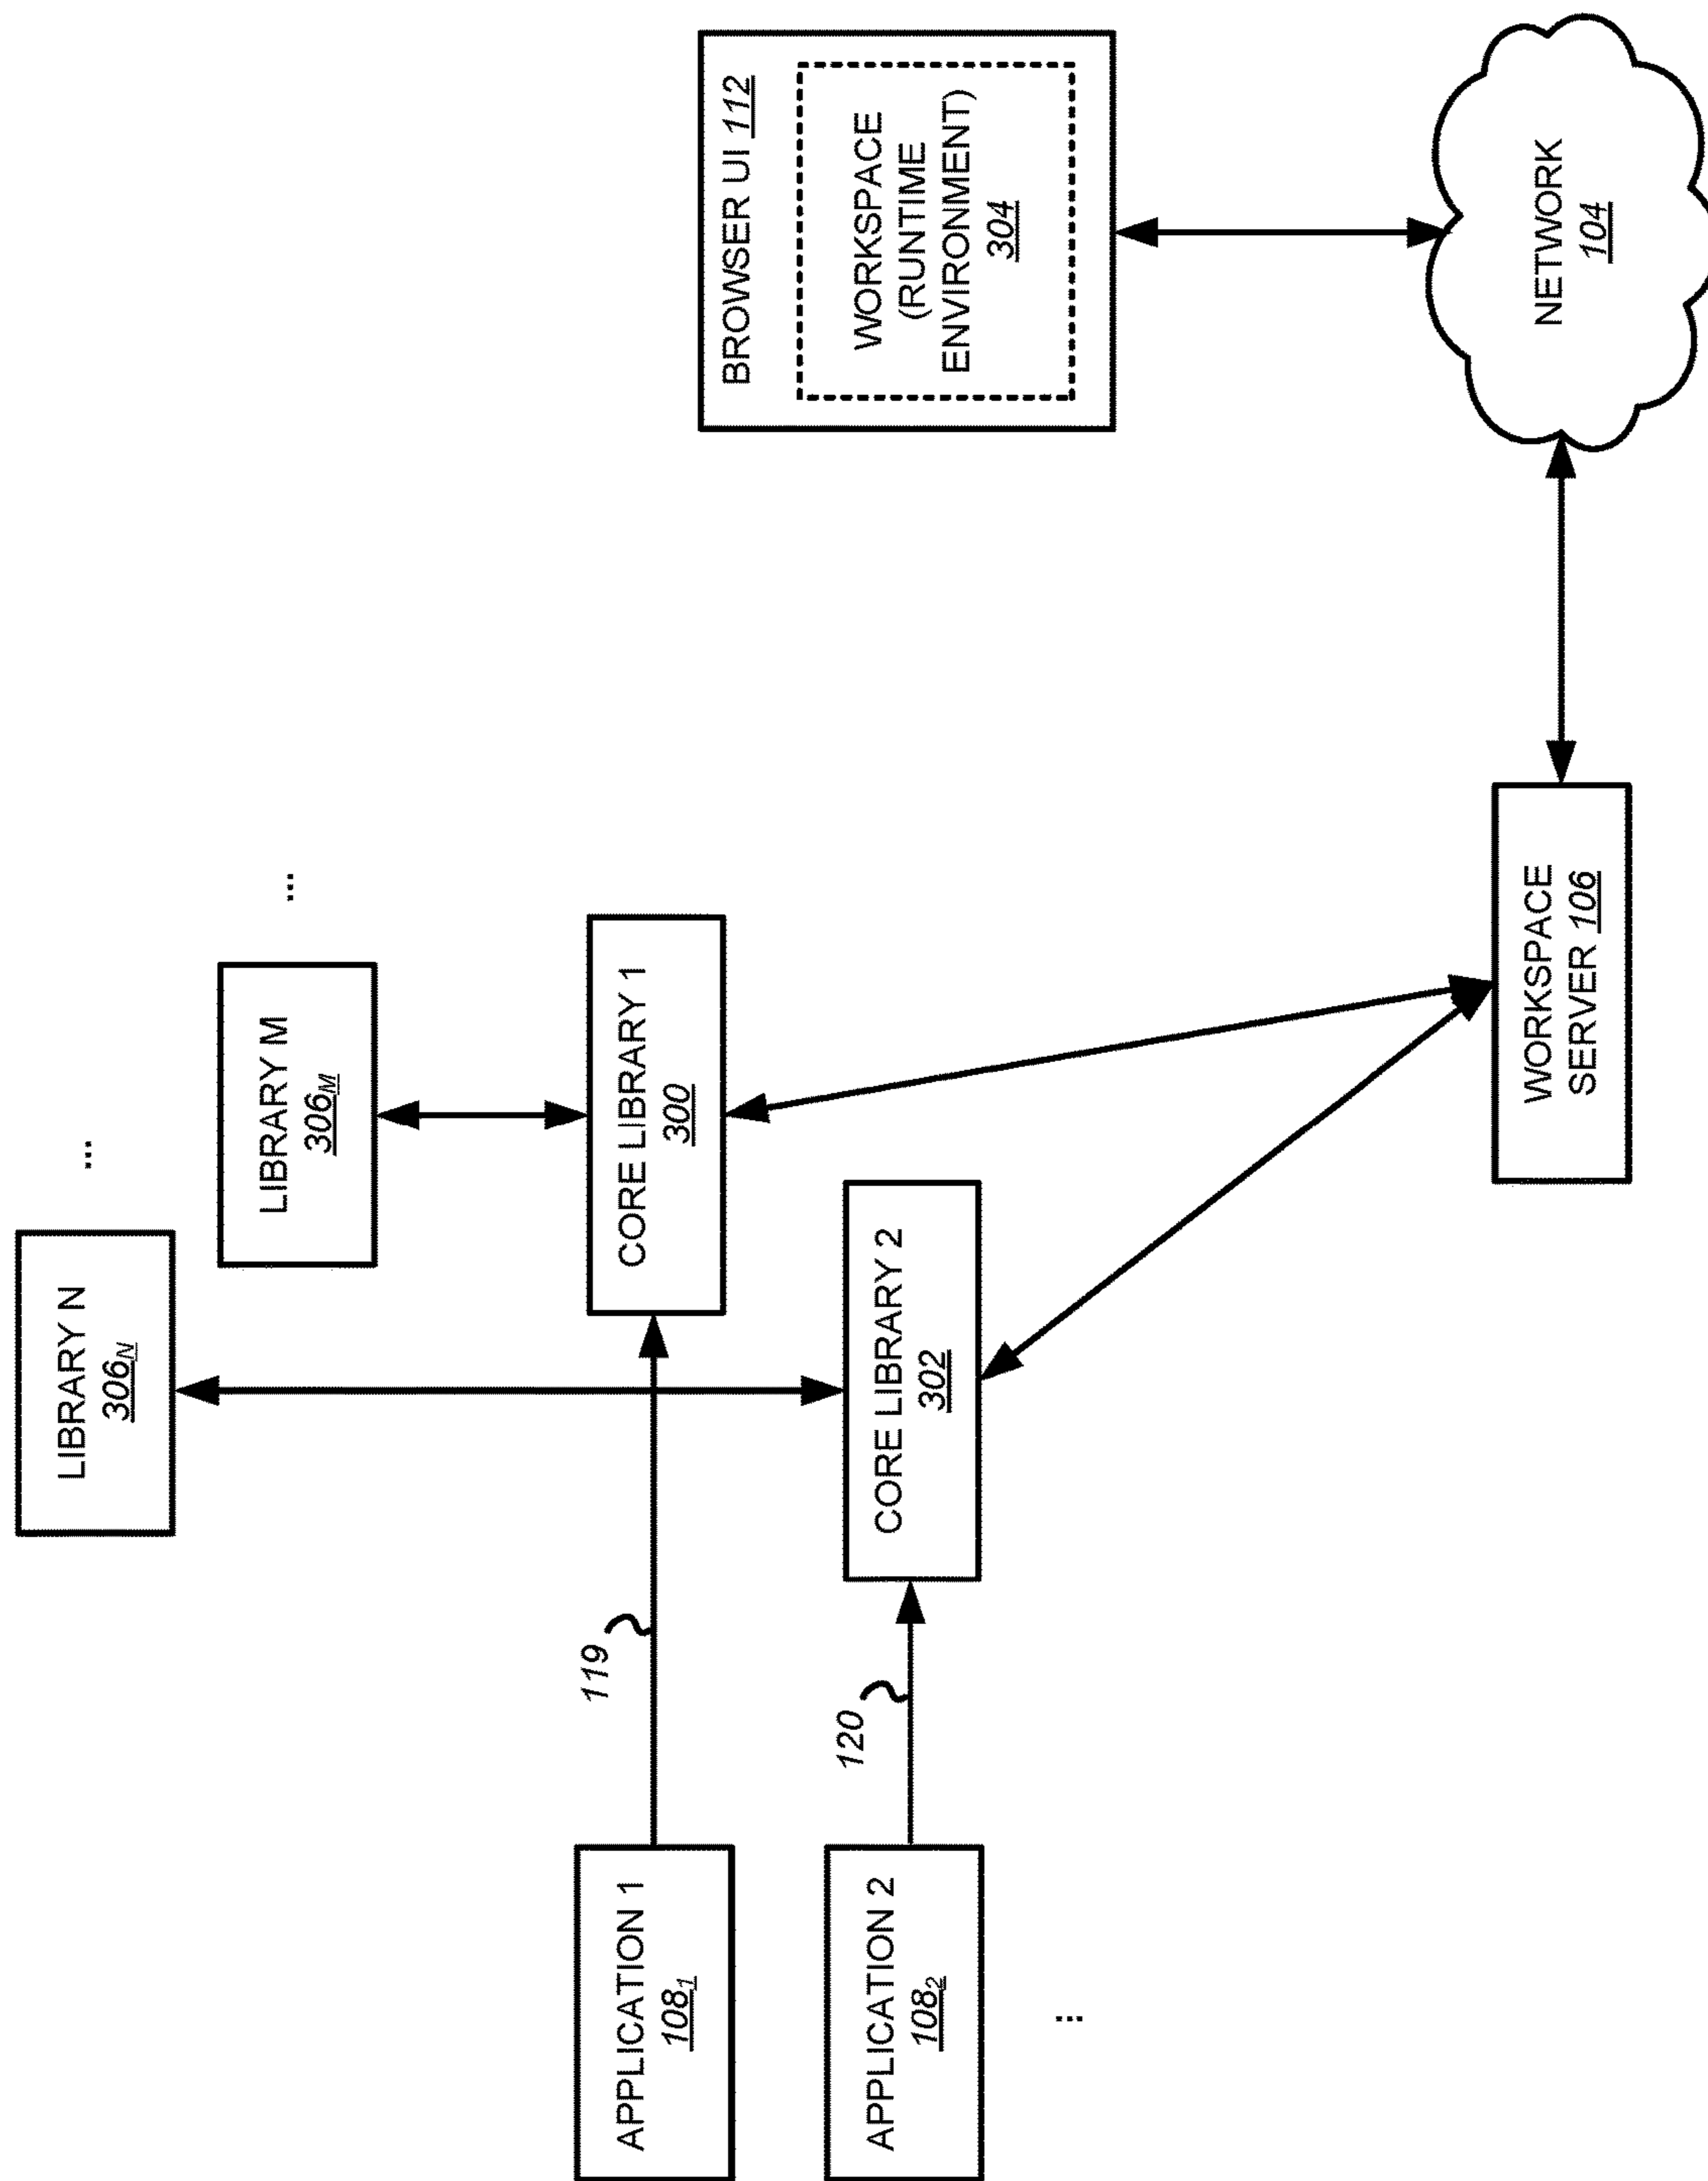 LIBRARY N
306N
...
LIBRARY M
306M
...
APPLICATION 1
1081
119
CORE LIBRARY 1
300
BROWSER UI 112
WORKSPACE
(RUNTIME
ENVIRONMENT)
304
APPLICATION 2
1082
...
120
CORE LIBRARY 2
302
WORKSPACE
SERVER 106
NETWORK
104